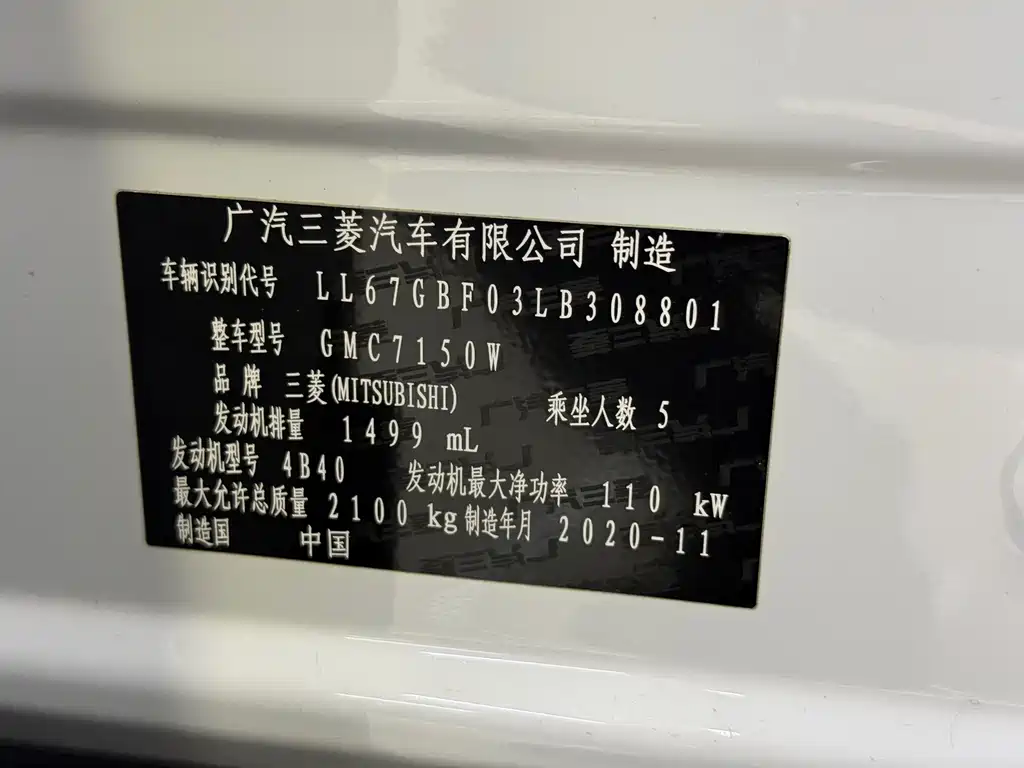 广汽三菱汽车有限公司 制造
车辆识别代号 LL67GBF03LB308801
整车型号 GMC7150W
品牌 三菱(MITSUBISHI) 乘坐人数 5
发动机排量 1499 mL
发动机型号 4B40 发动机最大净功率 110 kW
最大允许总质量 2100 kg 制造年月 2020-11
制造国 中国